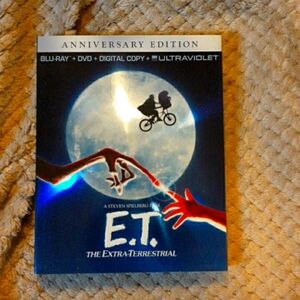 ANNIVERSARY EDITION
BLU-RAY + DVD + DIGITAL COPY + ULTRAVIOLET
A STEVEN SPIELBERG FILM
E.T.
THE EXTRA-TERRESTRIAL